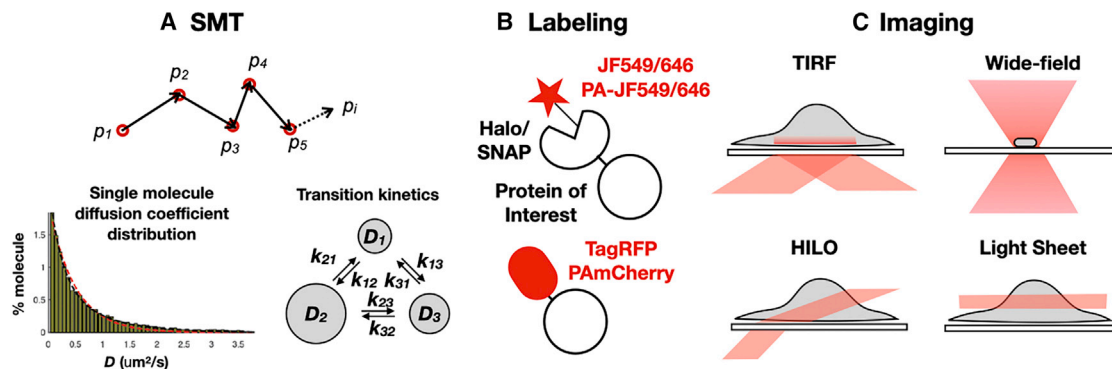 A SMT
p1
p2
p3
p4
p5
pi
Single molecule
diffusion coefficient
distribution
% molecule
1.5
1
0.5
0
0 0.5 1 1.5 2 2.5 3 3.5
D (um²/s)
Transition kinetics
D1
k21
k12
k31
k13
D2
k23
k32
D3
B Labeling
JF549/646
PA-JF549/646
Halo/
SNAP
Protein of
Interest
TagRFP
PAmCherry
C Imaging
TIRF
Wide-field
HILO
Light Sheet